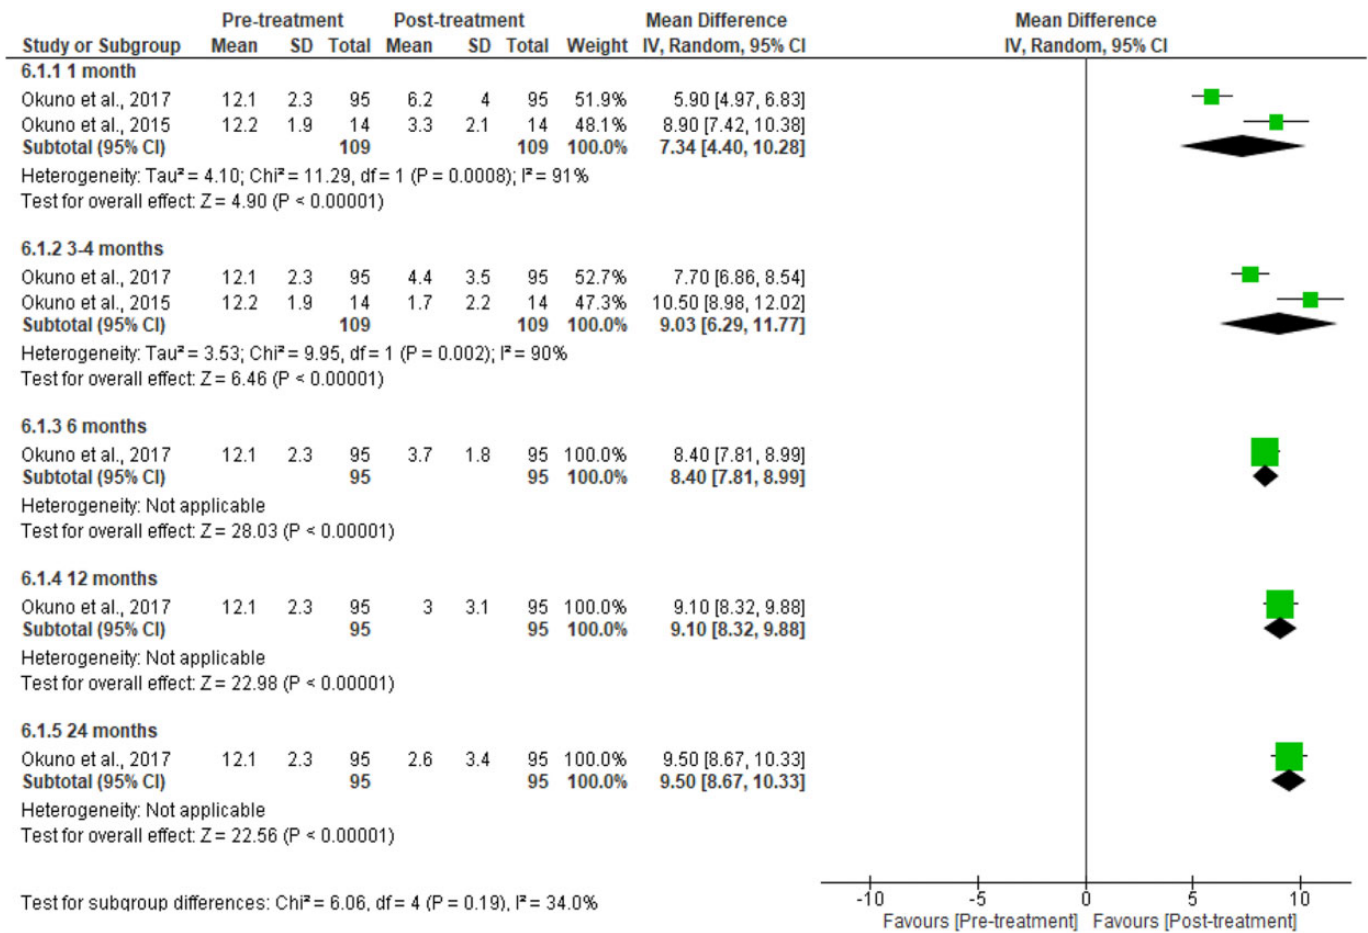 Pre-treatment Post-treatment Mean Difference Mean Difference
Study or Subgroup Mean SD Total Mean SD Total Weight IV, Random, 95% CI IV, Random, 95% CI
6.1.1 1 month
Okuno et al., 2017 12.1 2.3 95 6.2 4 95 51.9% 5.90 [4.97, 6.83]
Okuno et al., 2015 12.2 1.9 14 3.3 2.1 14 48.1% 8.90 [7.42, 10.38]
Subtotal (95% CI) 109 109 100.0% 7.34 [4.40, 10.28]
Heterogeneity: Tau² = 4.10; Chi² = 11.29, df = 1 (P = 0.0008); I² = 91%
Test for overall effect: Z = 4.90 (P < 0.00001)
6.1.2 3-4 months
Okuno et al., 2017 12.1 2.3 95 4.4 3.5 95 52.7% 7.70 [6.86, 8.54]
Okuno et al., 2015 12.2 1.9 14 1.7 2.2 14 47.3% 10.50 [8.98, 12.02]
Subtotal (95% CI) 109 109 100.0% 9.03 [6.29, 11.77]
Heterogeneity: Tau² = 3.53; Chi² = 9.95, df = 1 (P = 0.002); I² = 90%
Test for overall effect: Z = 6.46 (P < 0.00001)
6.1.3 6 months
Okuno et al., 2017 12.1 2.3 95 3.7 1.8 95 100.0% 8.40 [7.81, 8.99]
Subtotal (95% CI) 95 95 100.0% 8.40 [7.81, 8.99]
Heterogeneity: Not applicable
Test for overall effect: Z = 28.03 (P < 0.00001)
6.1.4 12 months
Okuno et al., 2017 12.1 2.3 95 3 3.1 95 100.0% 9.10 [8.32, 9.88]
Subtotal (95% CI) 95 95 100.0% 9.10 [8.32, 9.88]
Heterogeneity: Not applicable
Test for overall effect: Z = 22.98 (P < 0.00001)
6.1.5 24 months
Okuno et al., 2017 12.1 2.3 95 2.6 3.4 95 100.0% 9.50 [8.67, 10.33]
Subtotal (95% CI) 95 95 100.0% 9.50 [8.67, 10.33]
Heterogeneity: Not applicable
Test for overall effect: Z = 22.56 (P < 0.00001)
Test for subgroup differences: Chi² = 6.06, df = 4 (P = 0.19), I² = 34.0%
-10 -5 0 5 10
Favours [Pre-treatment] Favours [Post-treatment]